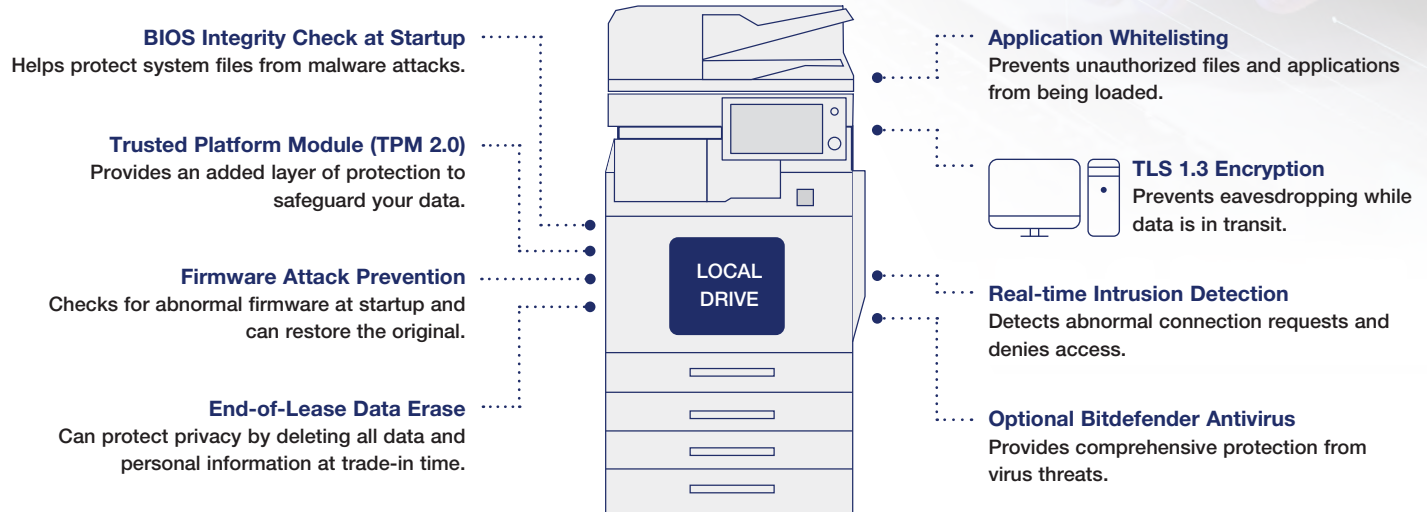 BIOS Integrity Check at Startup
Helps protect system files from malware attacks.
Trusted Platform Module (TPM 2.0)
Provides an added layer of protection to
safeguard your data.
Firmware Attack Prevention
Checks for abnormal firmware at startup and
can restore the original.
End-of-Lease Data Erase
Can protect privacy by deleting all data and
personal information at trade-in time.
LOCAL
DRIVE
Application Whitelisting
Prevents unauthorized files and applications
from being loaded.
TLS 1.3 Encryption
Prevents eavesdropping while
data is in transit.
Real-time Intrusion Detection
Detects abnormal connection requests and
denies access.
Optional Bitdefender Antivirus
Provides comprehensive protection from
virus threats.